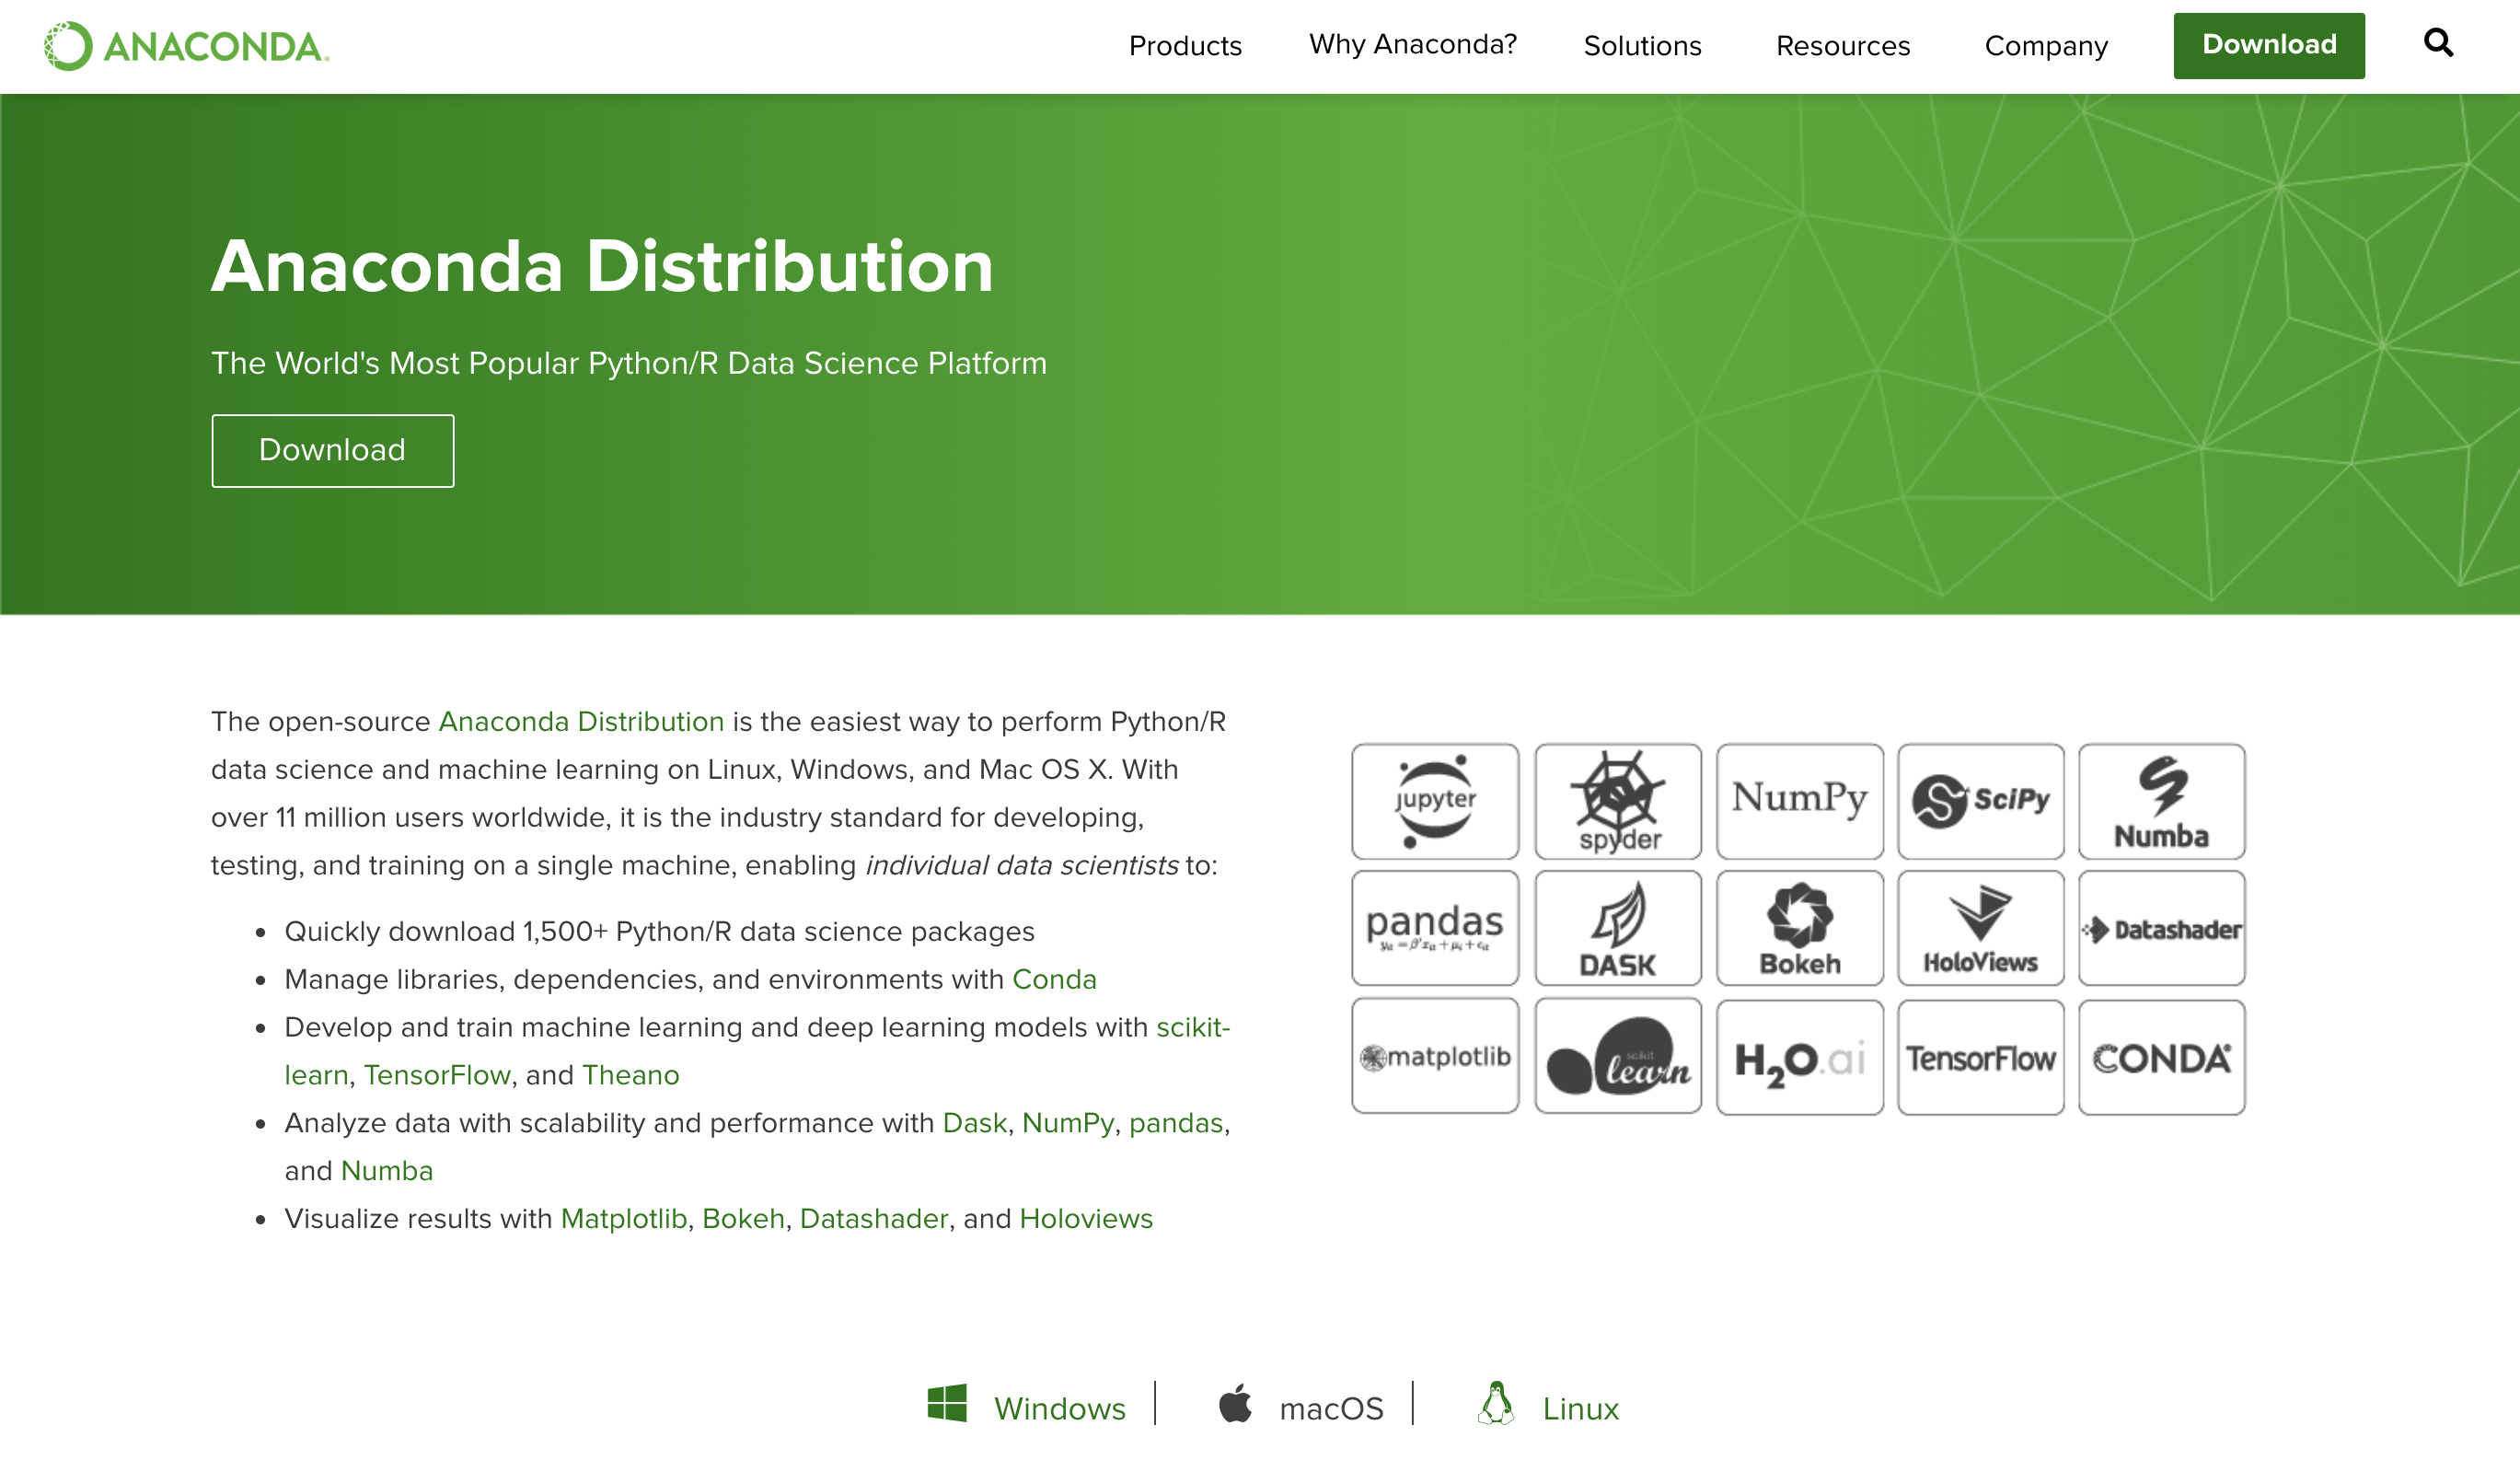 ANACONDA.
Products Why Anaconda? Solutions Resources Company Download
Anaconda Distribution
The World's Most Popular Python/R Data Science Platform
Download
The open-source Anaconda Distribution is the easiest way to perform Python/R
data science and machine learning on Linux, Windows, and Mac OS X. With
over 11 million users worldwide, it is the industry standard for developing,
testing, and training on a single machine, enabling individual data scientists to:
• Quickly download 1,500+ Python/R data science packages
• Manage libraries, dependencies, and environments with Conda
• Develop and train machine learning and deep learning models with scikit-
learn, TensorFlow, and Theano
• Analyze data with scalability and performance with Dask, NumPy, pandas,
and Numba
• Visualize results with Matplotlib, Bokeh, Datashader, and Holoviews
jupyter
spyder
NumPy
SciPy
Numba
pandas
DASK
Bokeh
HoloViews
Datashader
matplotlib
scikit
learn
H2O.ai
TensorFlow
CONDA
Windows macOS Linux